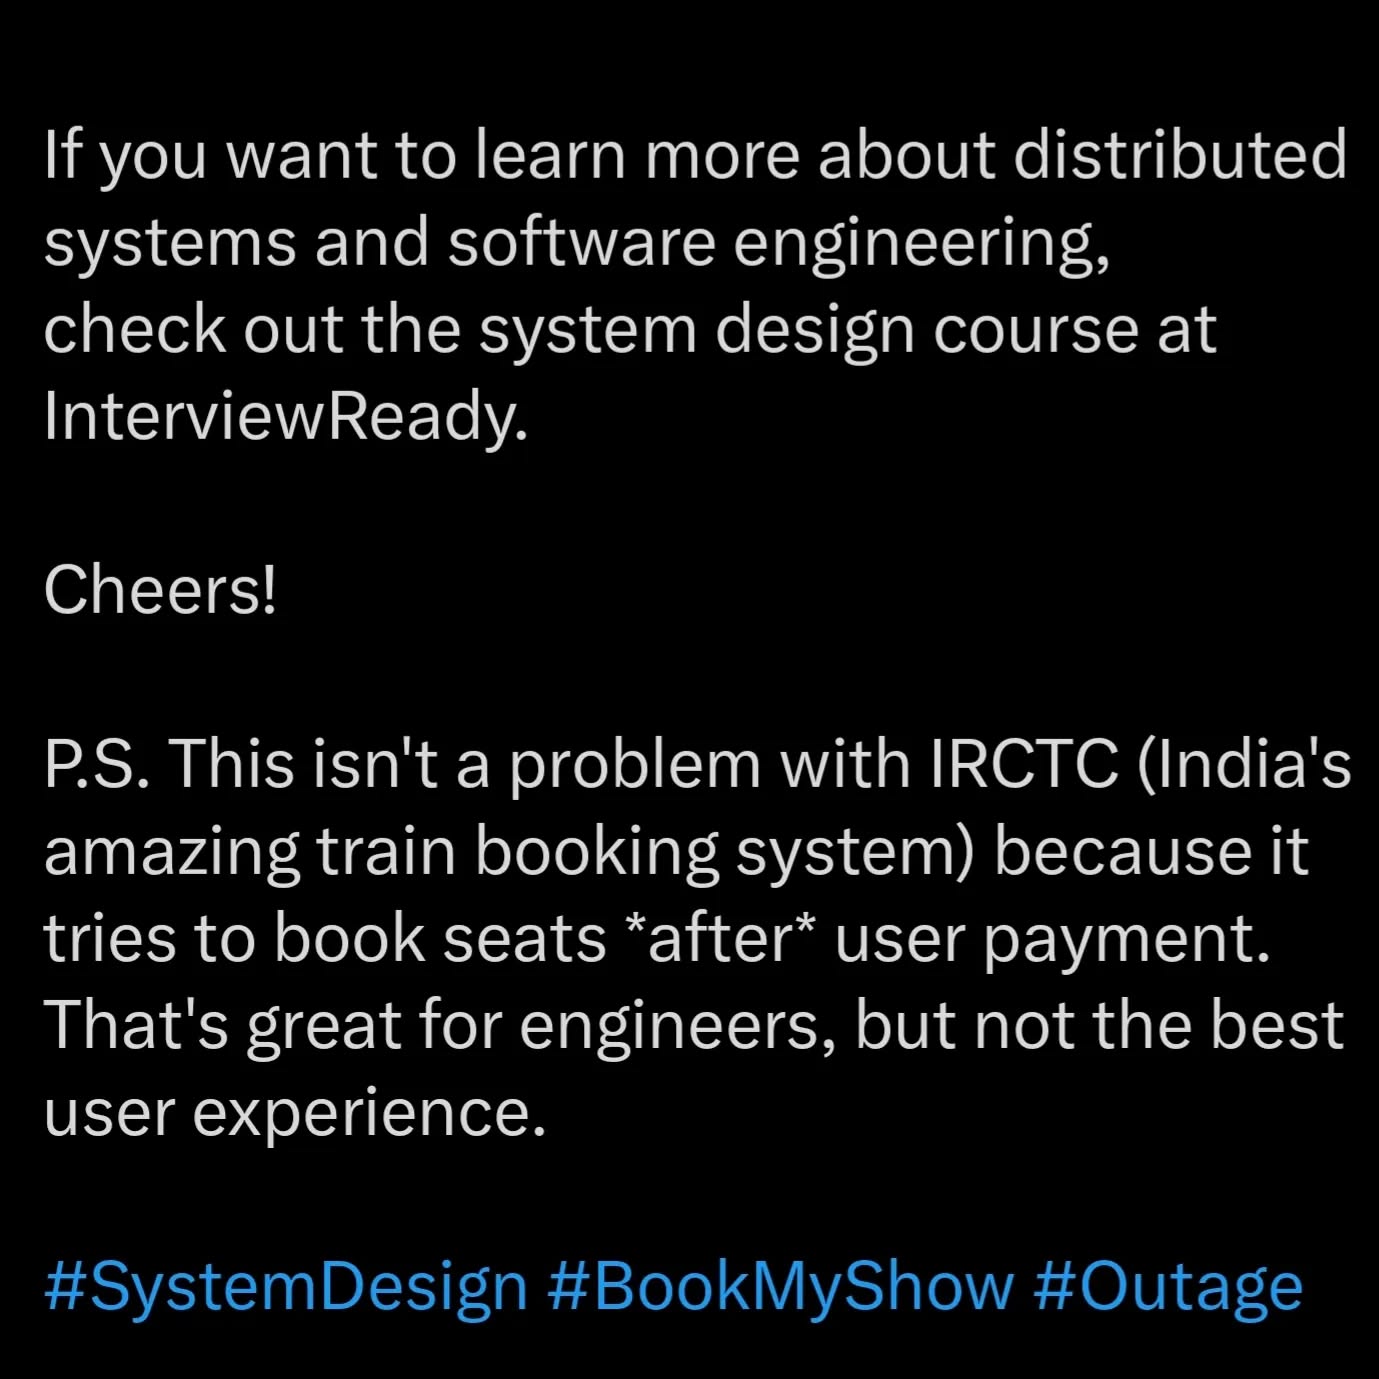 If you want to learn more about distributed
systems and software engineering,
check out the system design course at
InterviewReady.
Cheers!
P.S. This isn't a problem with IRCTC (India's
amazing train booking system) because it
tries to book seats *after* user payment.
That's great for engineers, but not the best
user experience.
#SystemDesign #BookMyShow #Outage